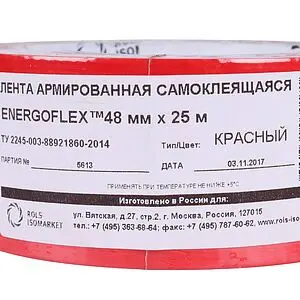 ЛЕНТА АРМИРОВАННАЯ САМОКЛЕЯЩАЯСЯ
ENERGOFLEX™48 мм x 25 м
ТУ 2245-003-88921860-2014
Тип/Цвет: КРАСНЫЙ
ПАРТИЯ № 5613
ДАТА 03.11.2017
ПРИМЕНЯТЬ ПРИ ТЕМПЕРАТУРЕ НЕ НИЖЕ +5°С
Изготовлено в России для:
ROLS
ISOMARKET
ул. Вятская, д.27, стр.2, г. Москва, Россия, 127015
тел.: +7 (495) 363-68-64; факс: +7 (495) 787-60-62,
www.rols-iso